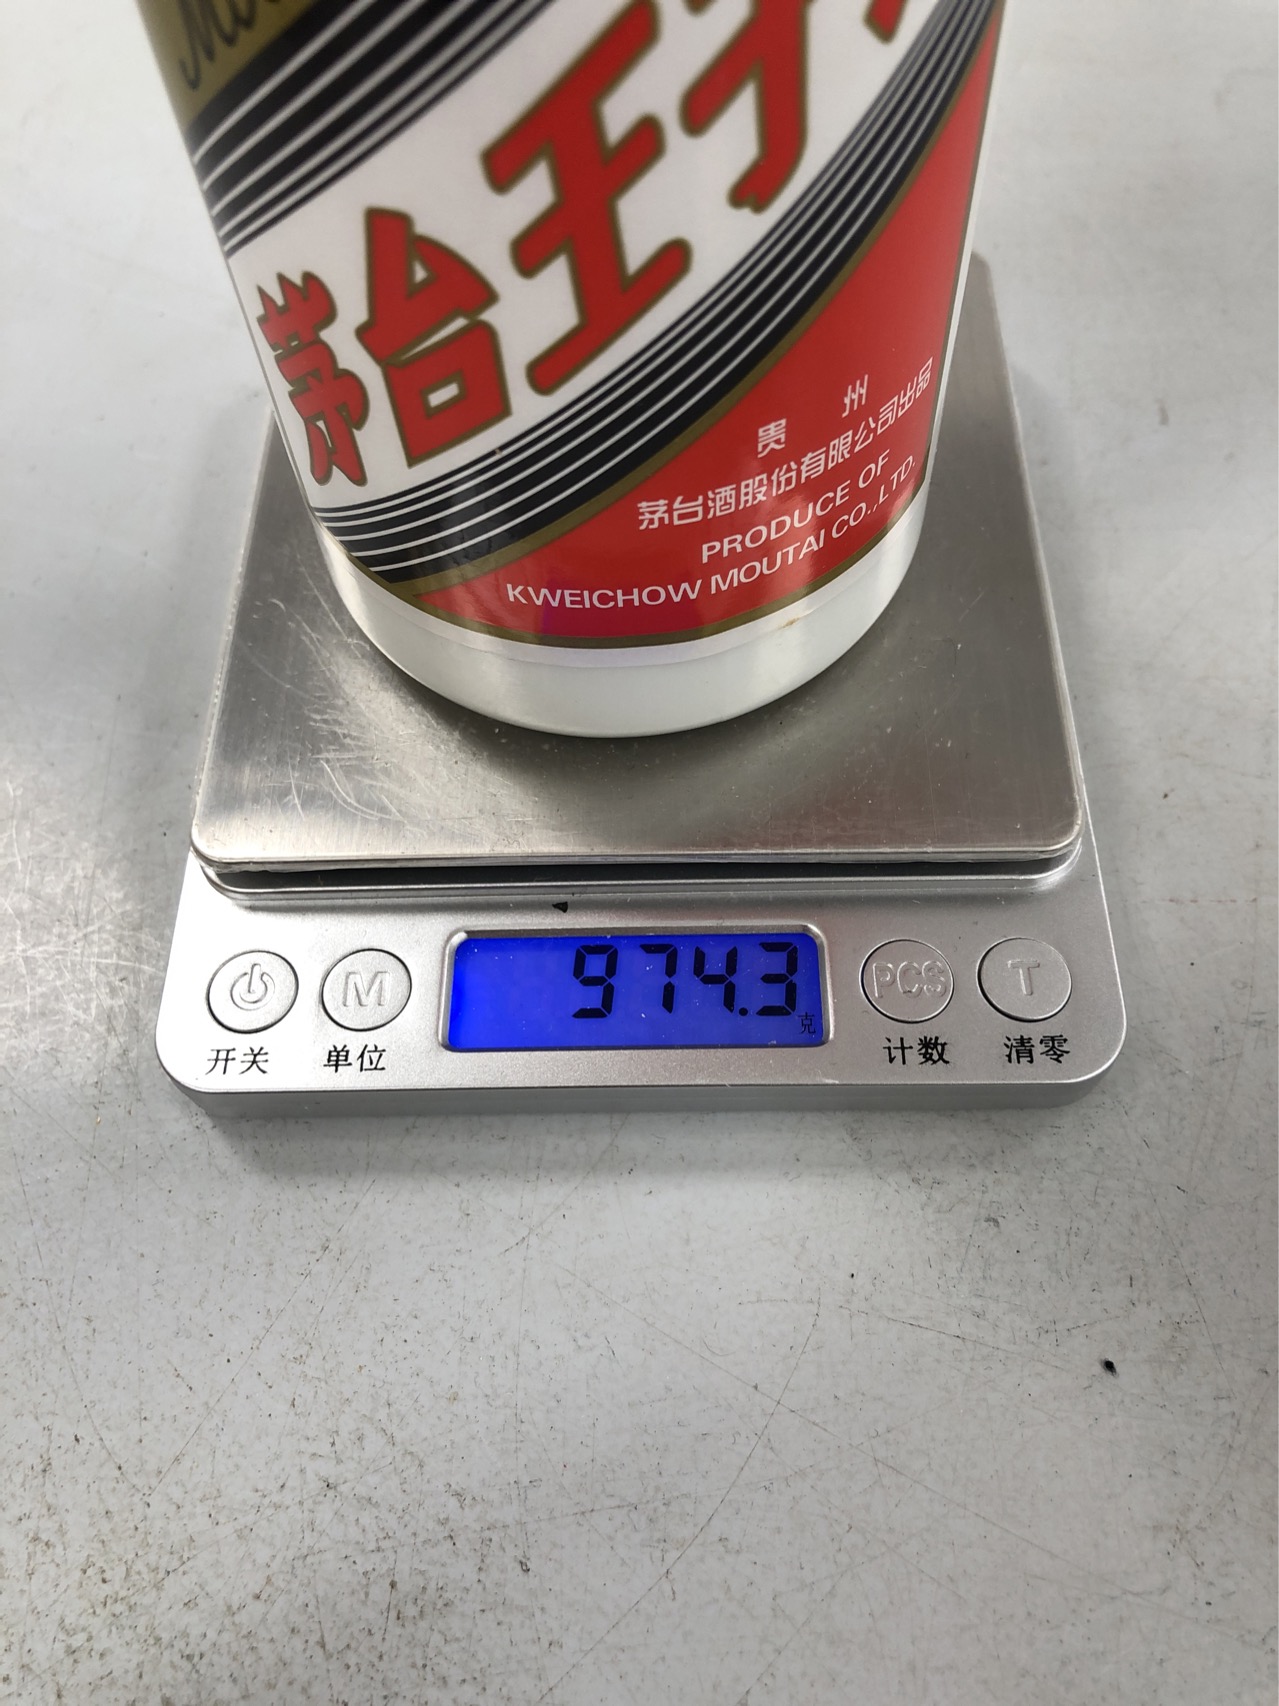 茅台王子
贵州
茅台酒股份有限公司出品
PRODUCE OF
KWEICHOW MOUTAI CO.,LTD.
974.3
克
M
PCS
T
开关
单位
计数
清零